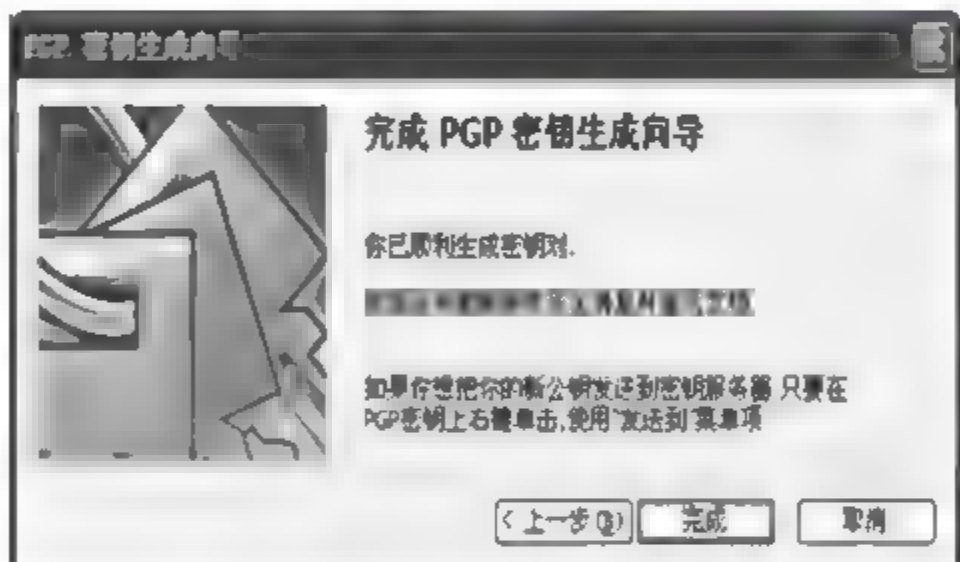 PGP 密钥生成向导
完成 PGP 密钥生成向导
你已顺利生成密钥对.
如果你想把你的新公钥发送到密钥服务器 只要在
PGP密钥上右键单击,使用"发送到"菜单项
< 上一步(B)
完成
取消